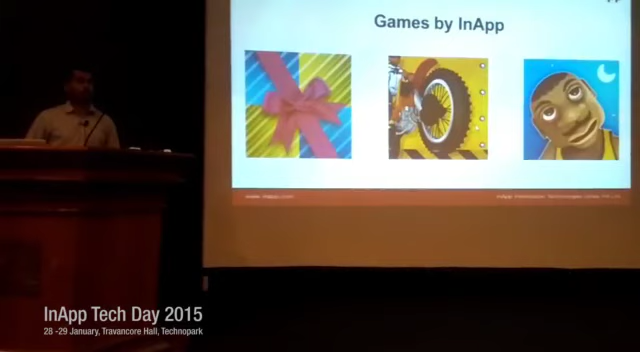 Games by InApp
InApp Tech Day 2015
28 -29 January, Travancore Hall, Technopark